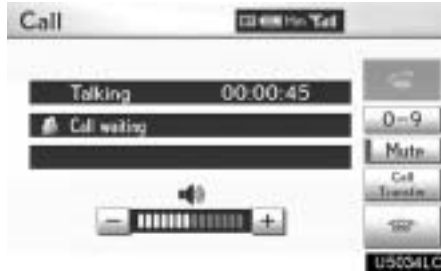 Call
Talking 00:00:45
Call waiting
0-9
Mute
Call
Transfer
- +
U5034LC